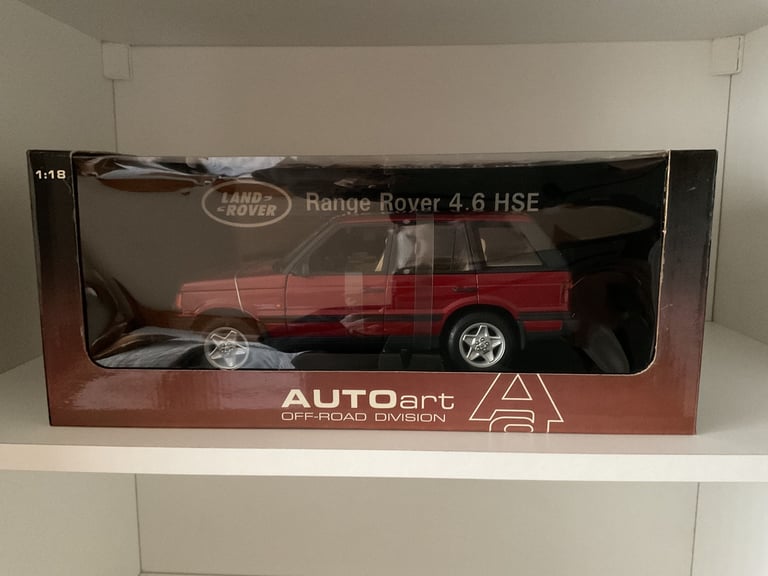 1:18
LAND ROVER
Range Rover 4.6 HSE
AUTOart
OFF-ROAD DIVISION